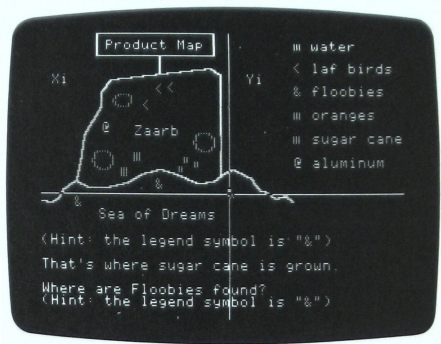 Product Map
Xi
Yi
Zaarb
@
&
&
Sea of Dreams
water
< laf birds
& floobies
oranges
sugar cane
@ aluminum
(Hint: the legend symbol is "&")
That's where sugar cane is grown.
Where are Floobies found?
(Hint: the legend symbol is "&")